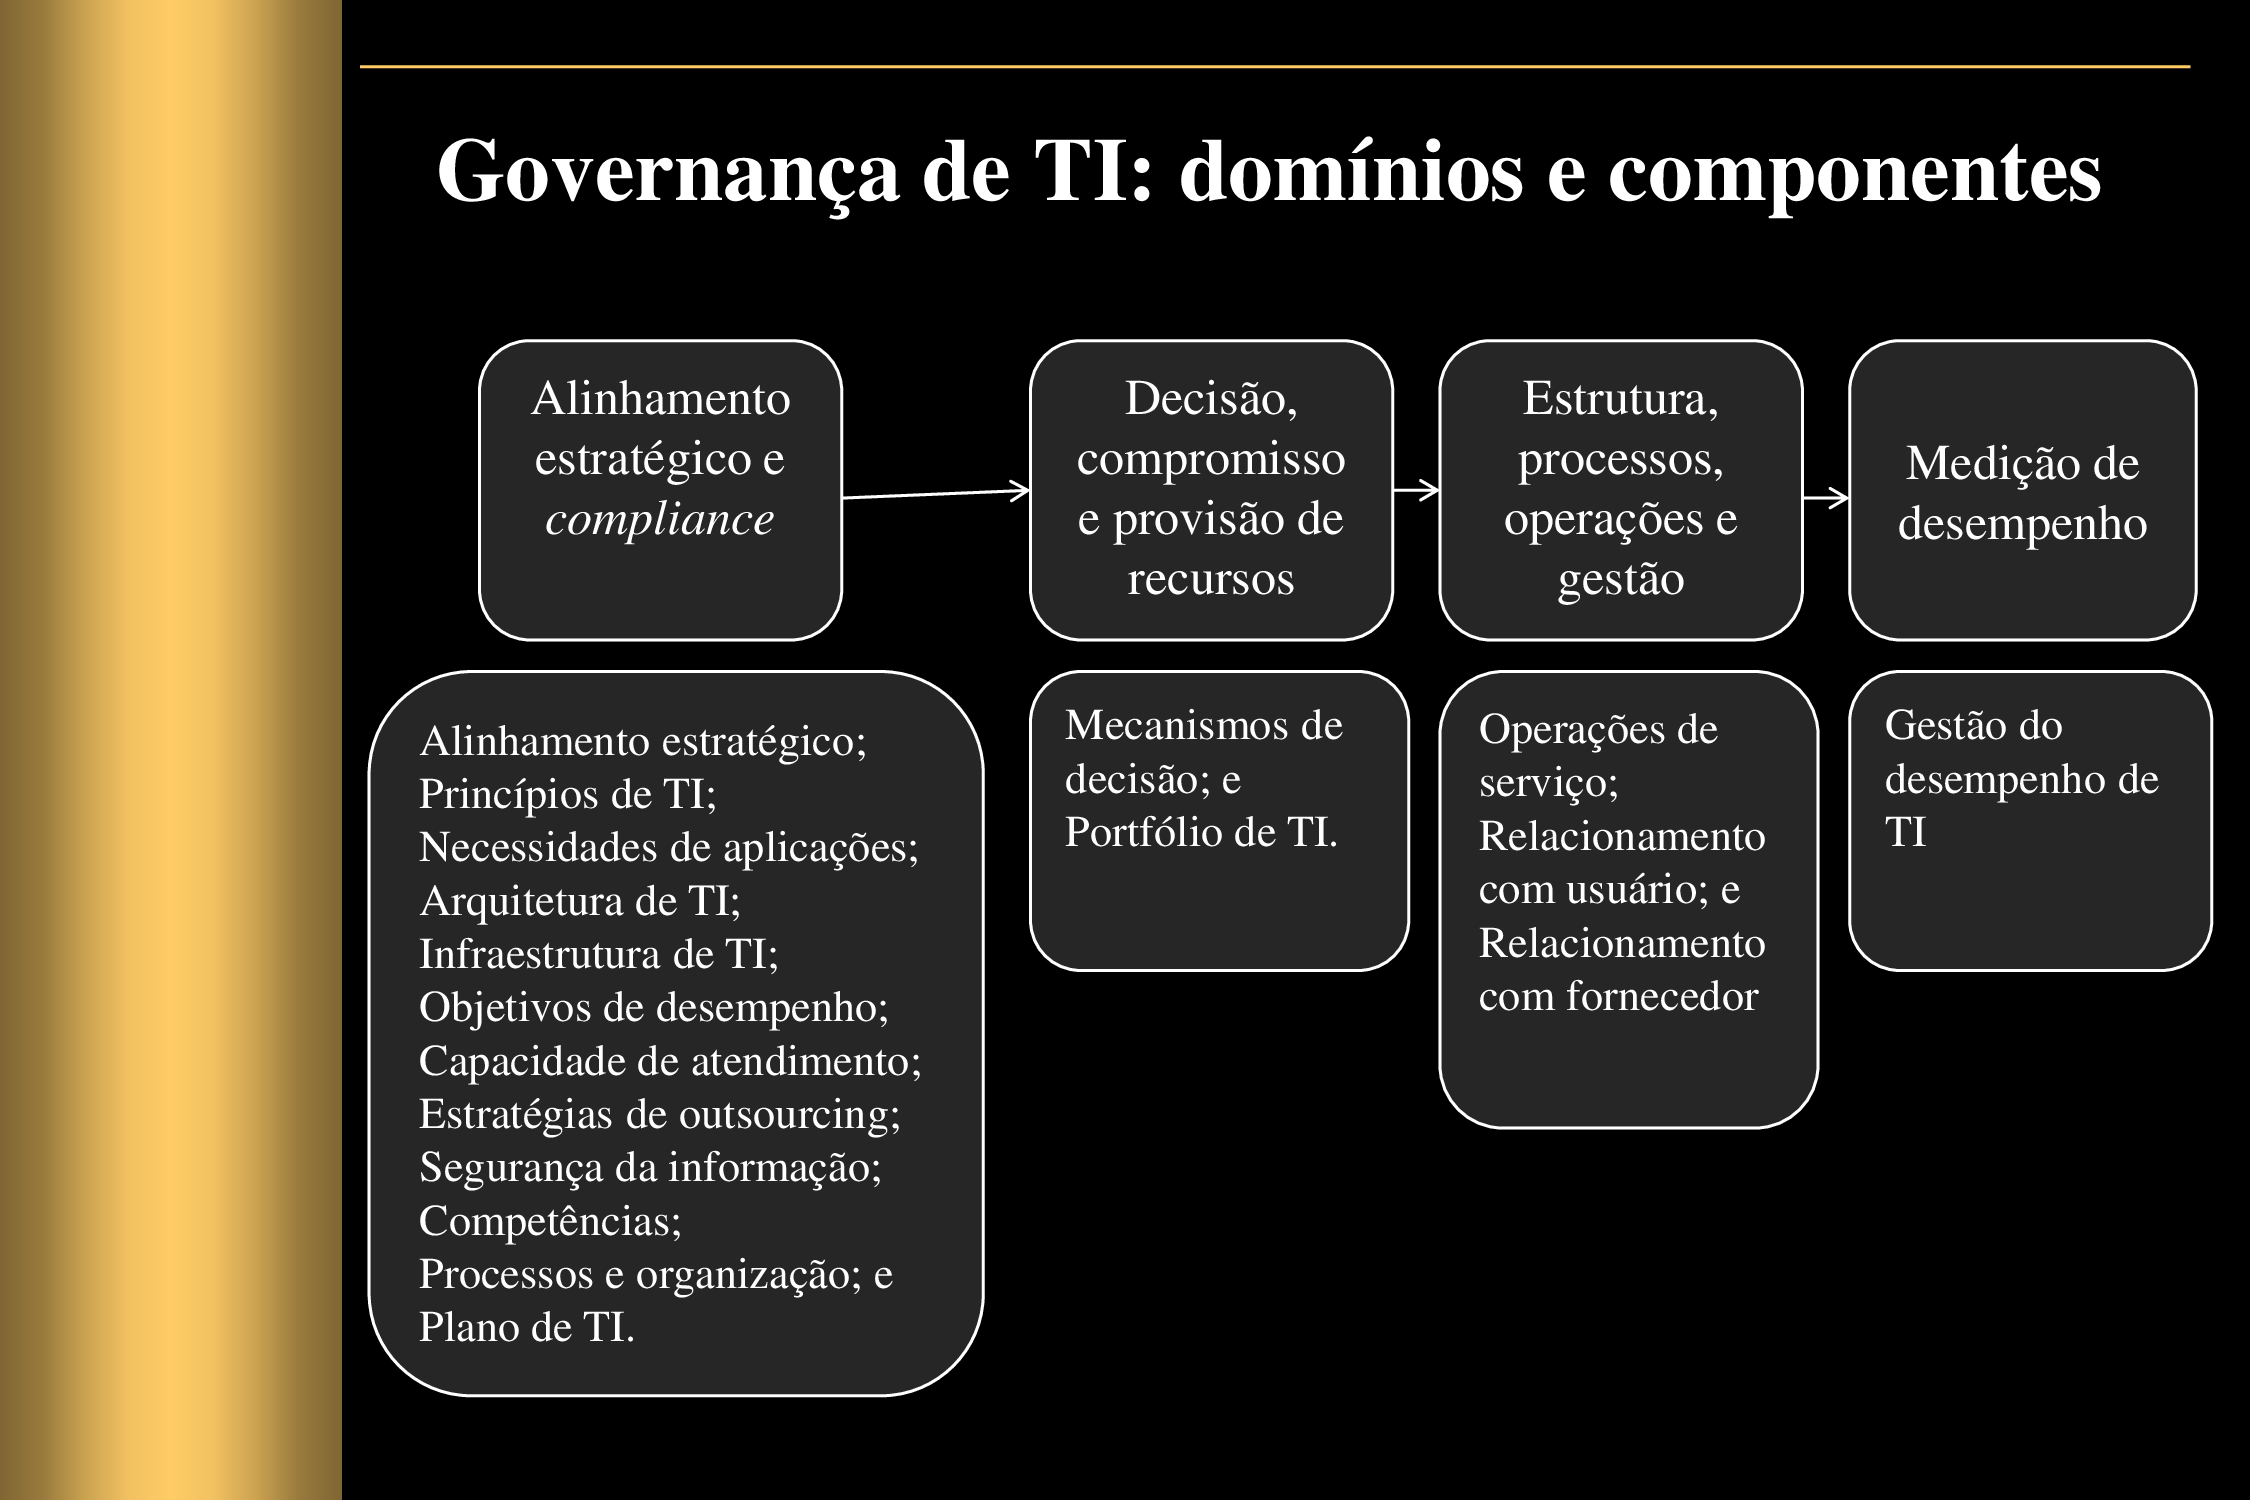 Governança de TI: domínios e componentes
Alinhamento
estratégico e
compliance
Decisão,
compromisso
e provisão de
recursos
Estrutura,
processos,
operações e
gestão
Medição de
desempenho
Alinhamento estratégico;
Princípios de TI;
Necessidades de aplicações;
Arquitetura de TI;
Infraestrutura de TI;
Objetivos de desempenho;
Capacidade de atendimento;
Estratégias de outsourcing;
Segurança da informação;
Competências;
Processos e organização; e
Plano de TI.
Mecanismos de
decisão; e
Portfólio de TI.
Operações de
serviço;
Relacionamento
com usuário; e
Relacionamento
com fornecedor
Gestão do
desempenho de
TI